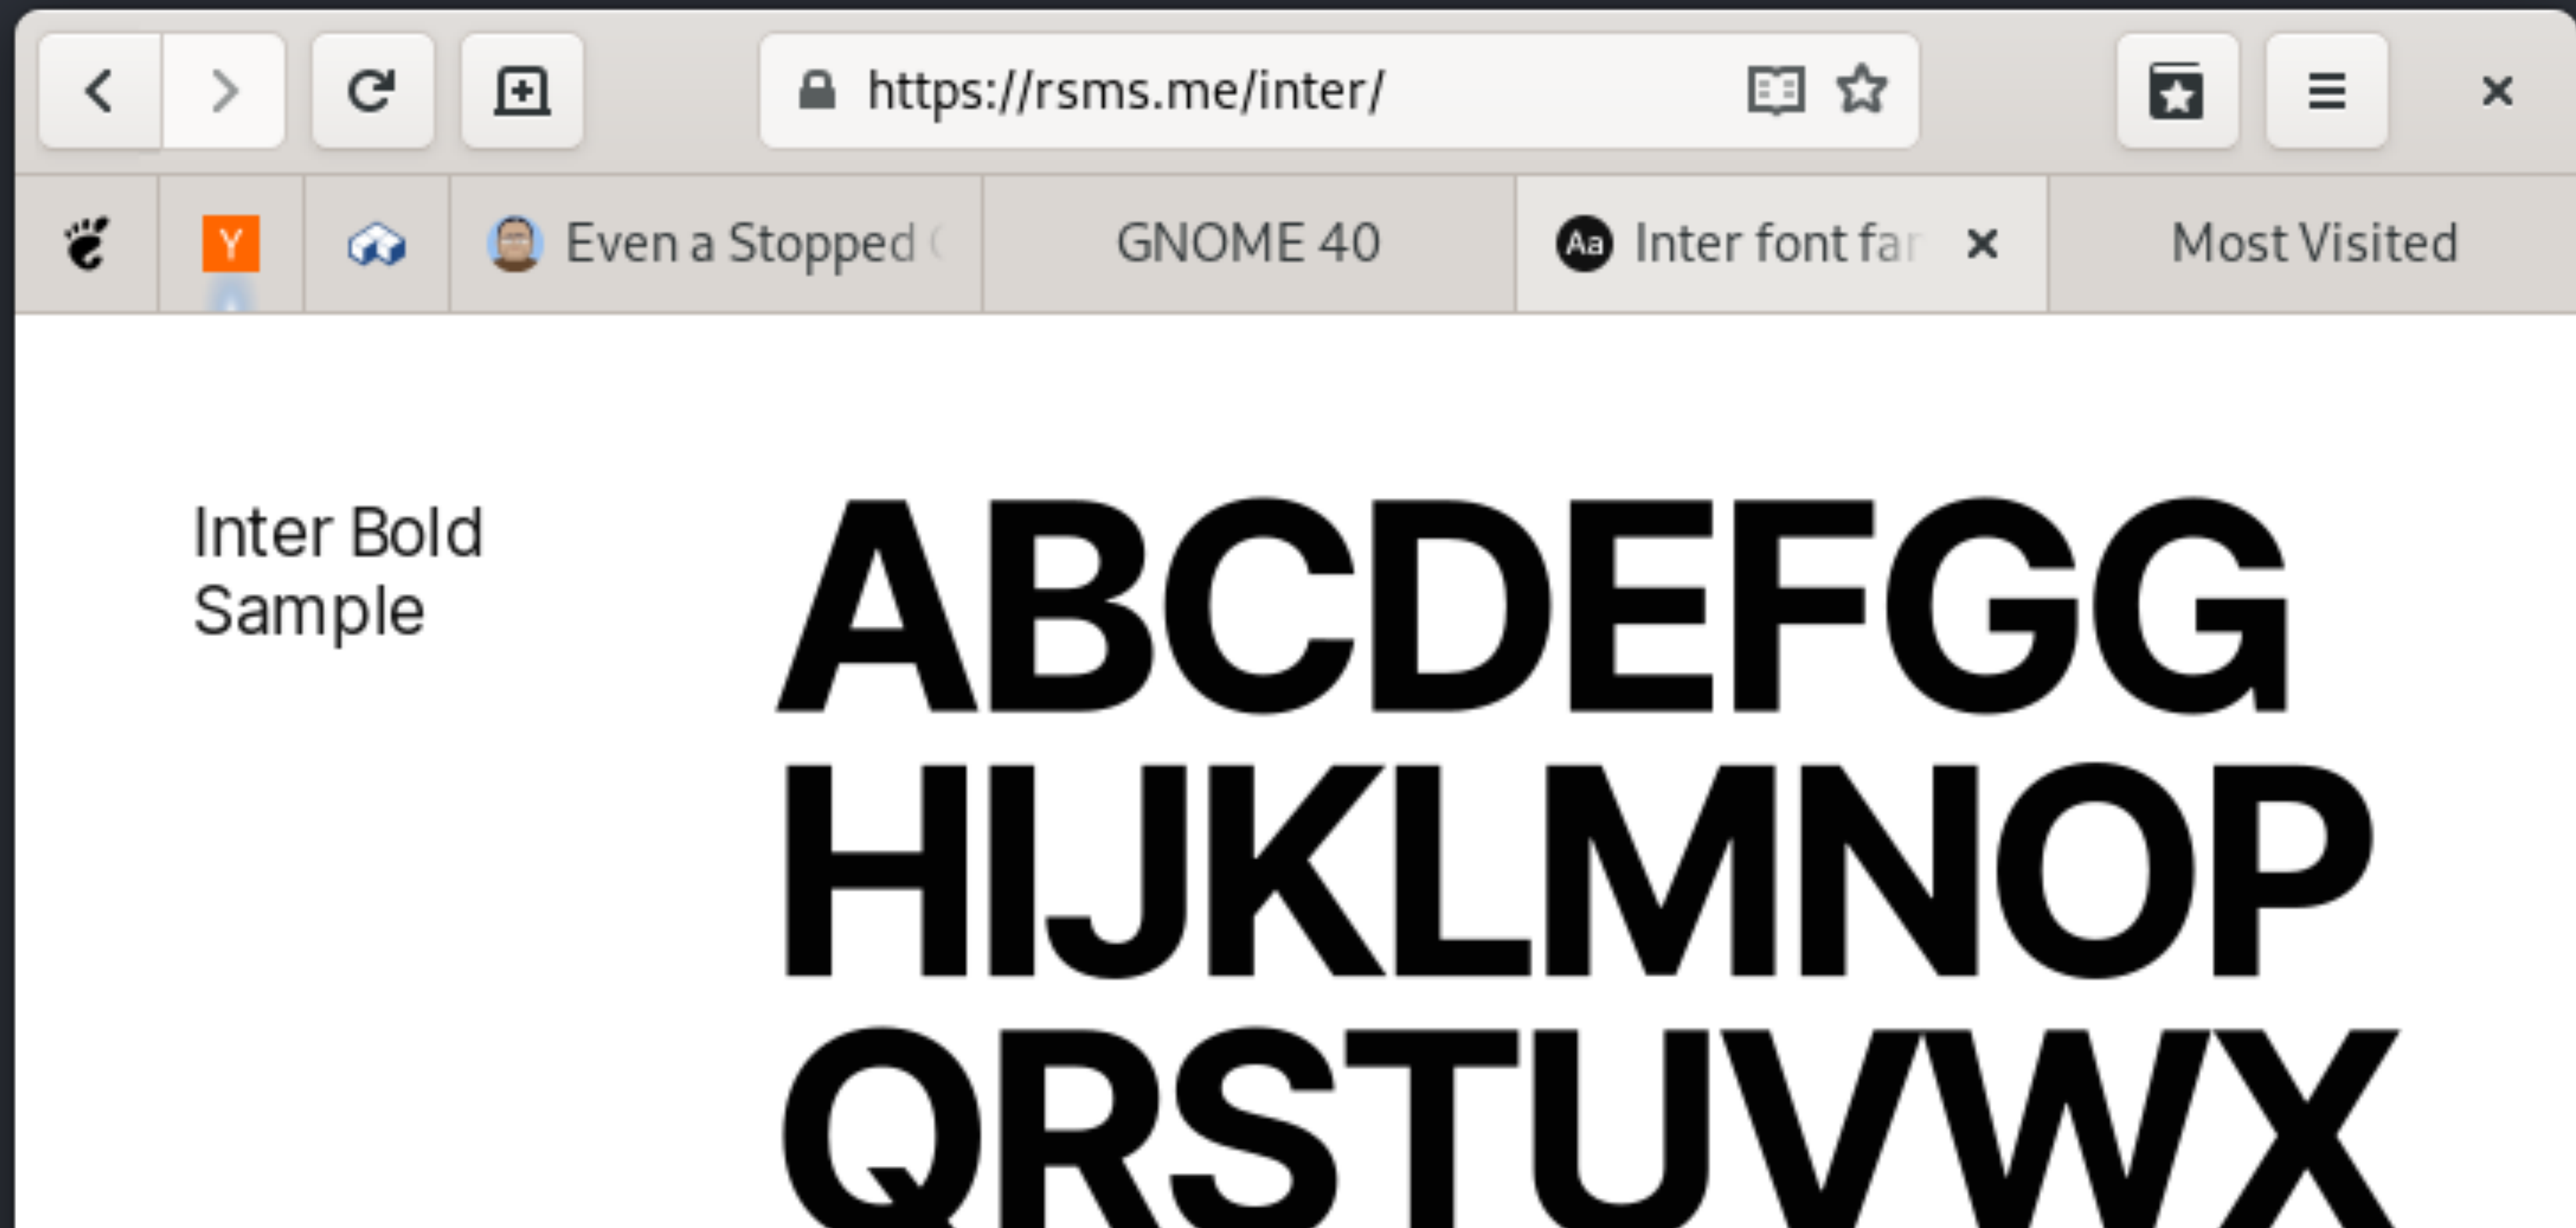 https://rsms.me/inter/
Y
Even a Stopped
GNOME 40
Aa
Inter font
Most Visited
Inter Bold
Sample
ABCDEFGG
HIJKLMNOP
QRSTUVWX